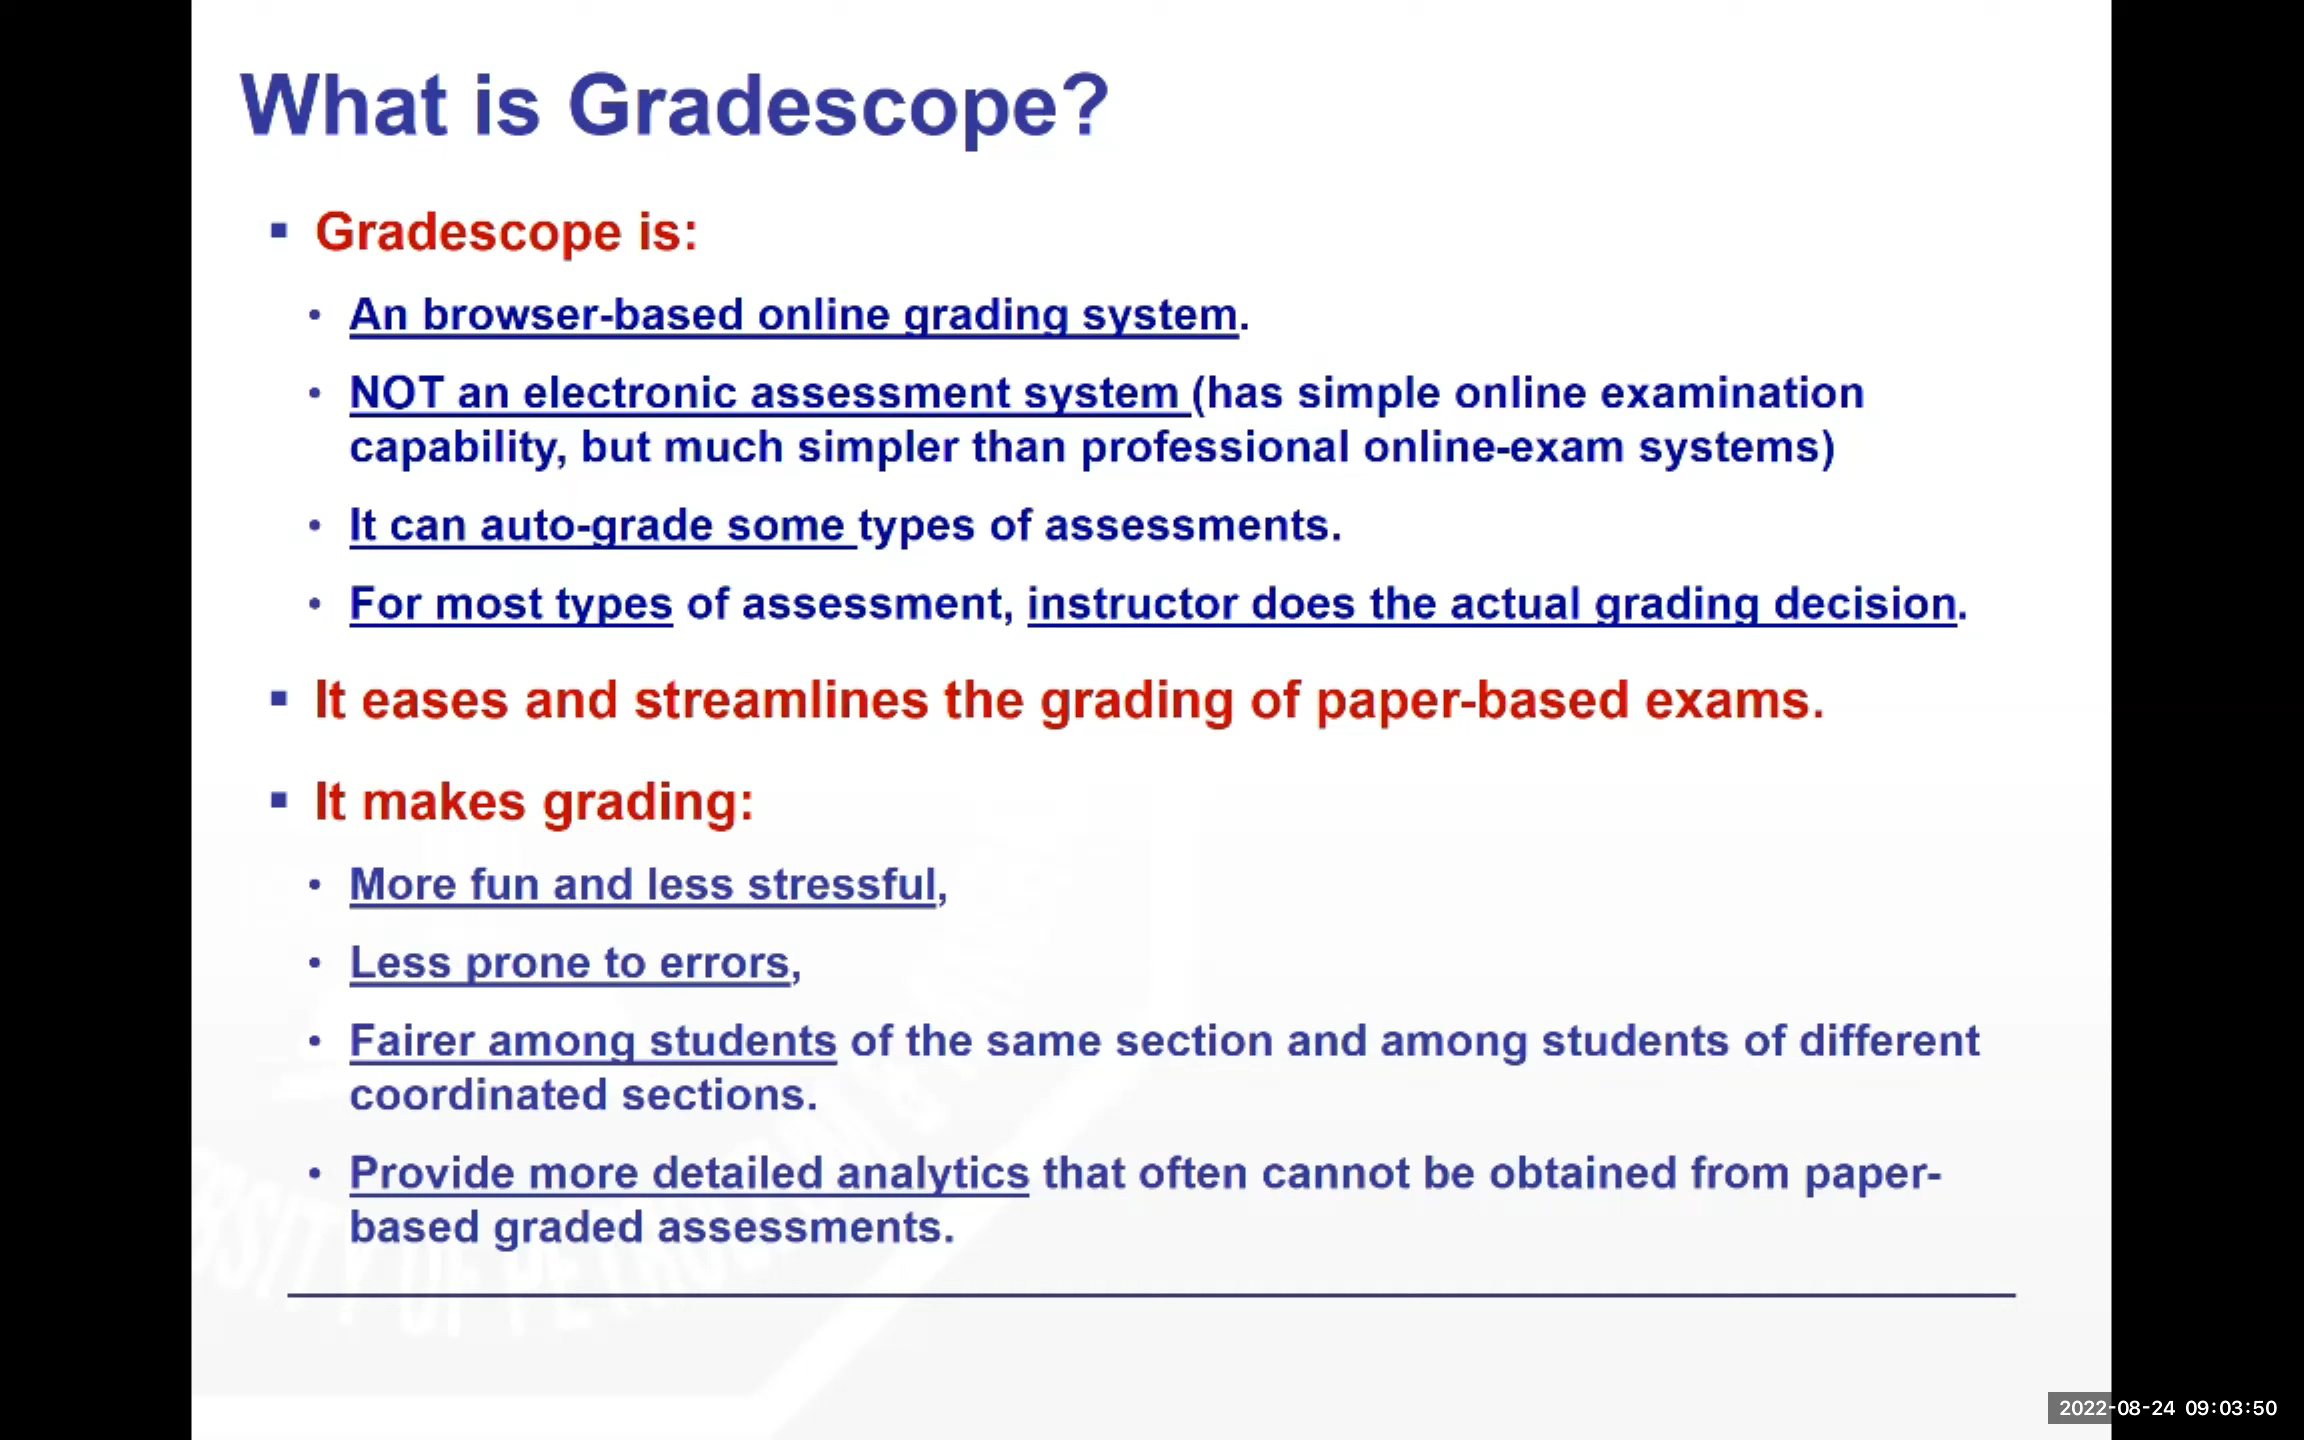 What is Gradescope?
▪ Gradescope is:
• An browser-based online grading system.
• NOT an electronic assessment system (has simple online examination
capability, but much simpler than professional online-exam systems)
• It can auto-grade some types of assessments.
• For most types of assessment, instructor does the actual grading decision.
▪ It eases and streamlines the grading of paper-based exams.
▪ It makes grading:
• More fun and less stressful,
• Less prone to errors,
• Fairer among students of the same section and among students of different
coordinated sections.
• Provide more detailed analytics that often cannot be obtained from paper-
based graded assessments.
OF
2022-08-24 09:03:50